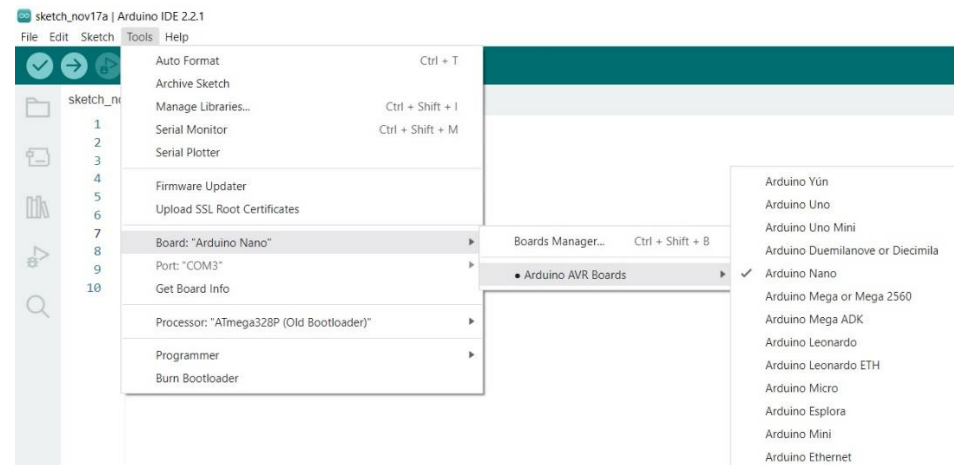 sketch_nov17a | Arduino IDE 2.2.1
File Edit Sketch Tools Help
sketch_no
1
2
3
4
5
6
7
8
9
10
Auto Format Ctrl + T
Archive Sketch
Manage Libraries... Ctrl + Shift + I
Serial Monitor Ctrl + Shift + M
Serial Plotter
Firmware Updater
Upload SSL Root Certificates
Board: "Arduino Nano"
Port: "COM3"
Get Board Info
Processor: "ATmega328P (Old Bootloader)"
Programmer
Burn Bootloader
Boards Manager... Ctrl + Shift + B
● Arduino AVR Boards
Arduino Yún
Arduino Uno
Arduino Uno Mini
Arduino Duemilanove or Diecimila
✓ Arduino Nano
Arduino Mega or Mega 2560
Arduino Mega ADK
Arduino Leonardo
Arduino Leonardo ETH
Arduino Micro
Arduino Esplora
Arduino Mini
Arduino Ethernet